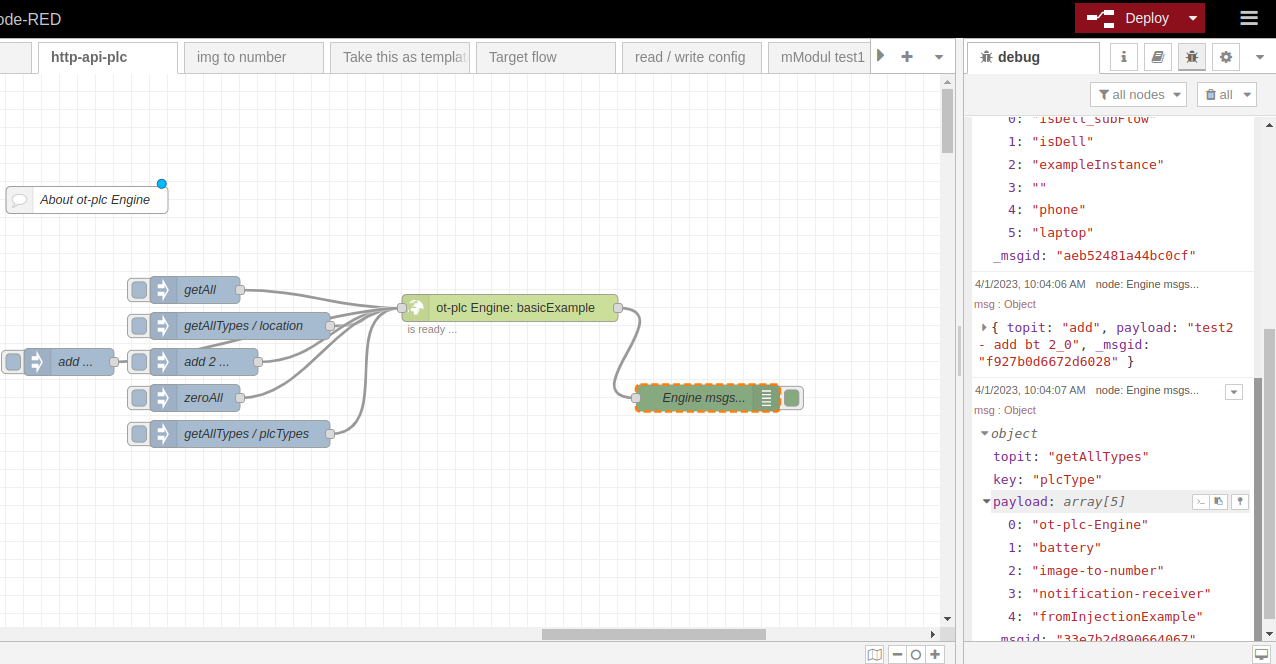 ode-RED
Deploy
http-api-plc
img to number
Take this as templat
Target flow
read / write config
mModul test1
debug
all nodes
all
0: "isDell_subFlow"
1: "isDell"
2: "exampleInstance"
3: ""
4: "phone"
5: "laptop"
_msgid: "aeb52481a44bc0cf"
About ot-plc Engine
getAll
getAllTypes / location
add ...
add 2 ...
zeroAll
getAllTypes / plcTypes
ot-plc Engine: basicExample
is ready ...
Engine msgs...
4/1/2023, 10:04:06 AM node: Engine msgs...
msg : Object
{ topit: "add", payload: "test2
- add bt 2_0", _msgid:
"f927b0d6672d6028" }
4/1/2023, 10:04:07 AM node: Engine msgs...
msg : Object
object
topit: "getAllTypes"
key: "plcType"
payload: array[5]
0: "ot-plc-Engine"
1: "battery"
2: "image-to-number"
3: "notification-receiver"
4: "fromInjectionExample"
_msgid: "33e7b2d890664067"